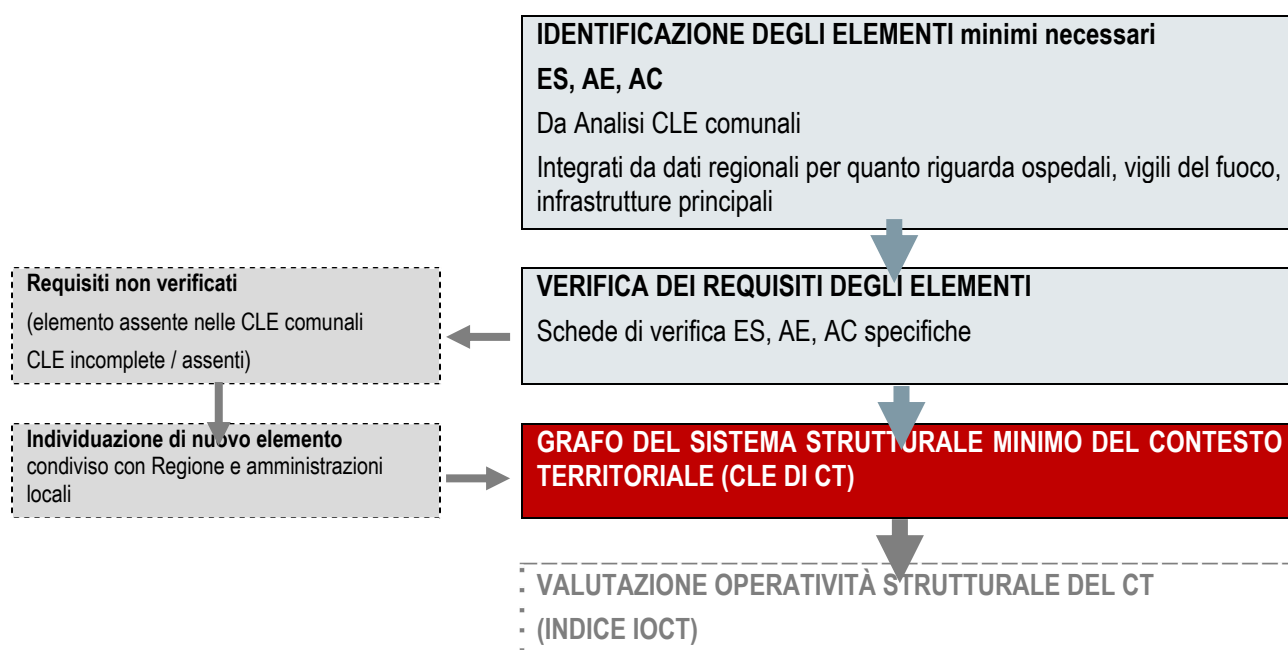 IDENTIFICAZIONE DEGLI ELEMENTI minimi necessari
ES, AE, AC
Da Analisi CLE comunali
Integrati da dati regionali per quanto riguarda ospedali, vigili del fuoco,
infrastrutture principali
VERIFICA DEI REQUISITI DEGLI ELEMENTI
Schede di verifica ES, AE, AC specifiche
Requisiti non verificati
(elemento assente nelle CLE comunali
CLE incomplete / assenti)
Individuazione di nuovo elemento
condiviso con Regione e amministrazioni
locali
GRAFO DEL SISTEMA STRUTTURALE MINIMO DEL CONTESTO
TERRITORIALE (CLE DI CT)
VALUTAZIONE OPERATIVITÀ STRUTTURALE DEL CT
(INDICE IOCT)